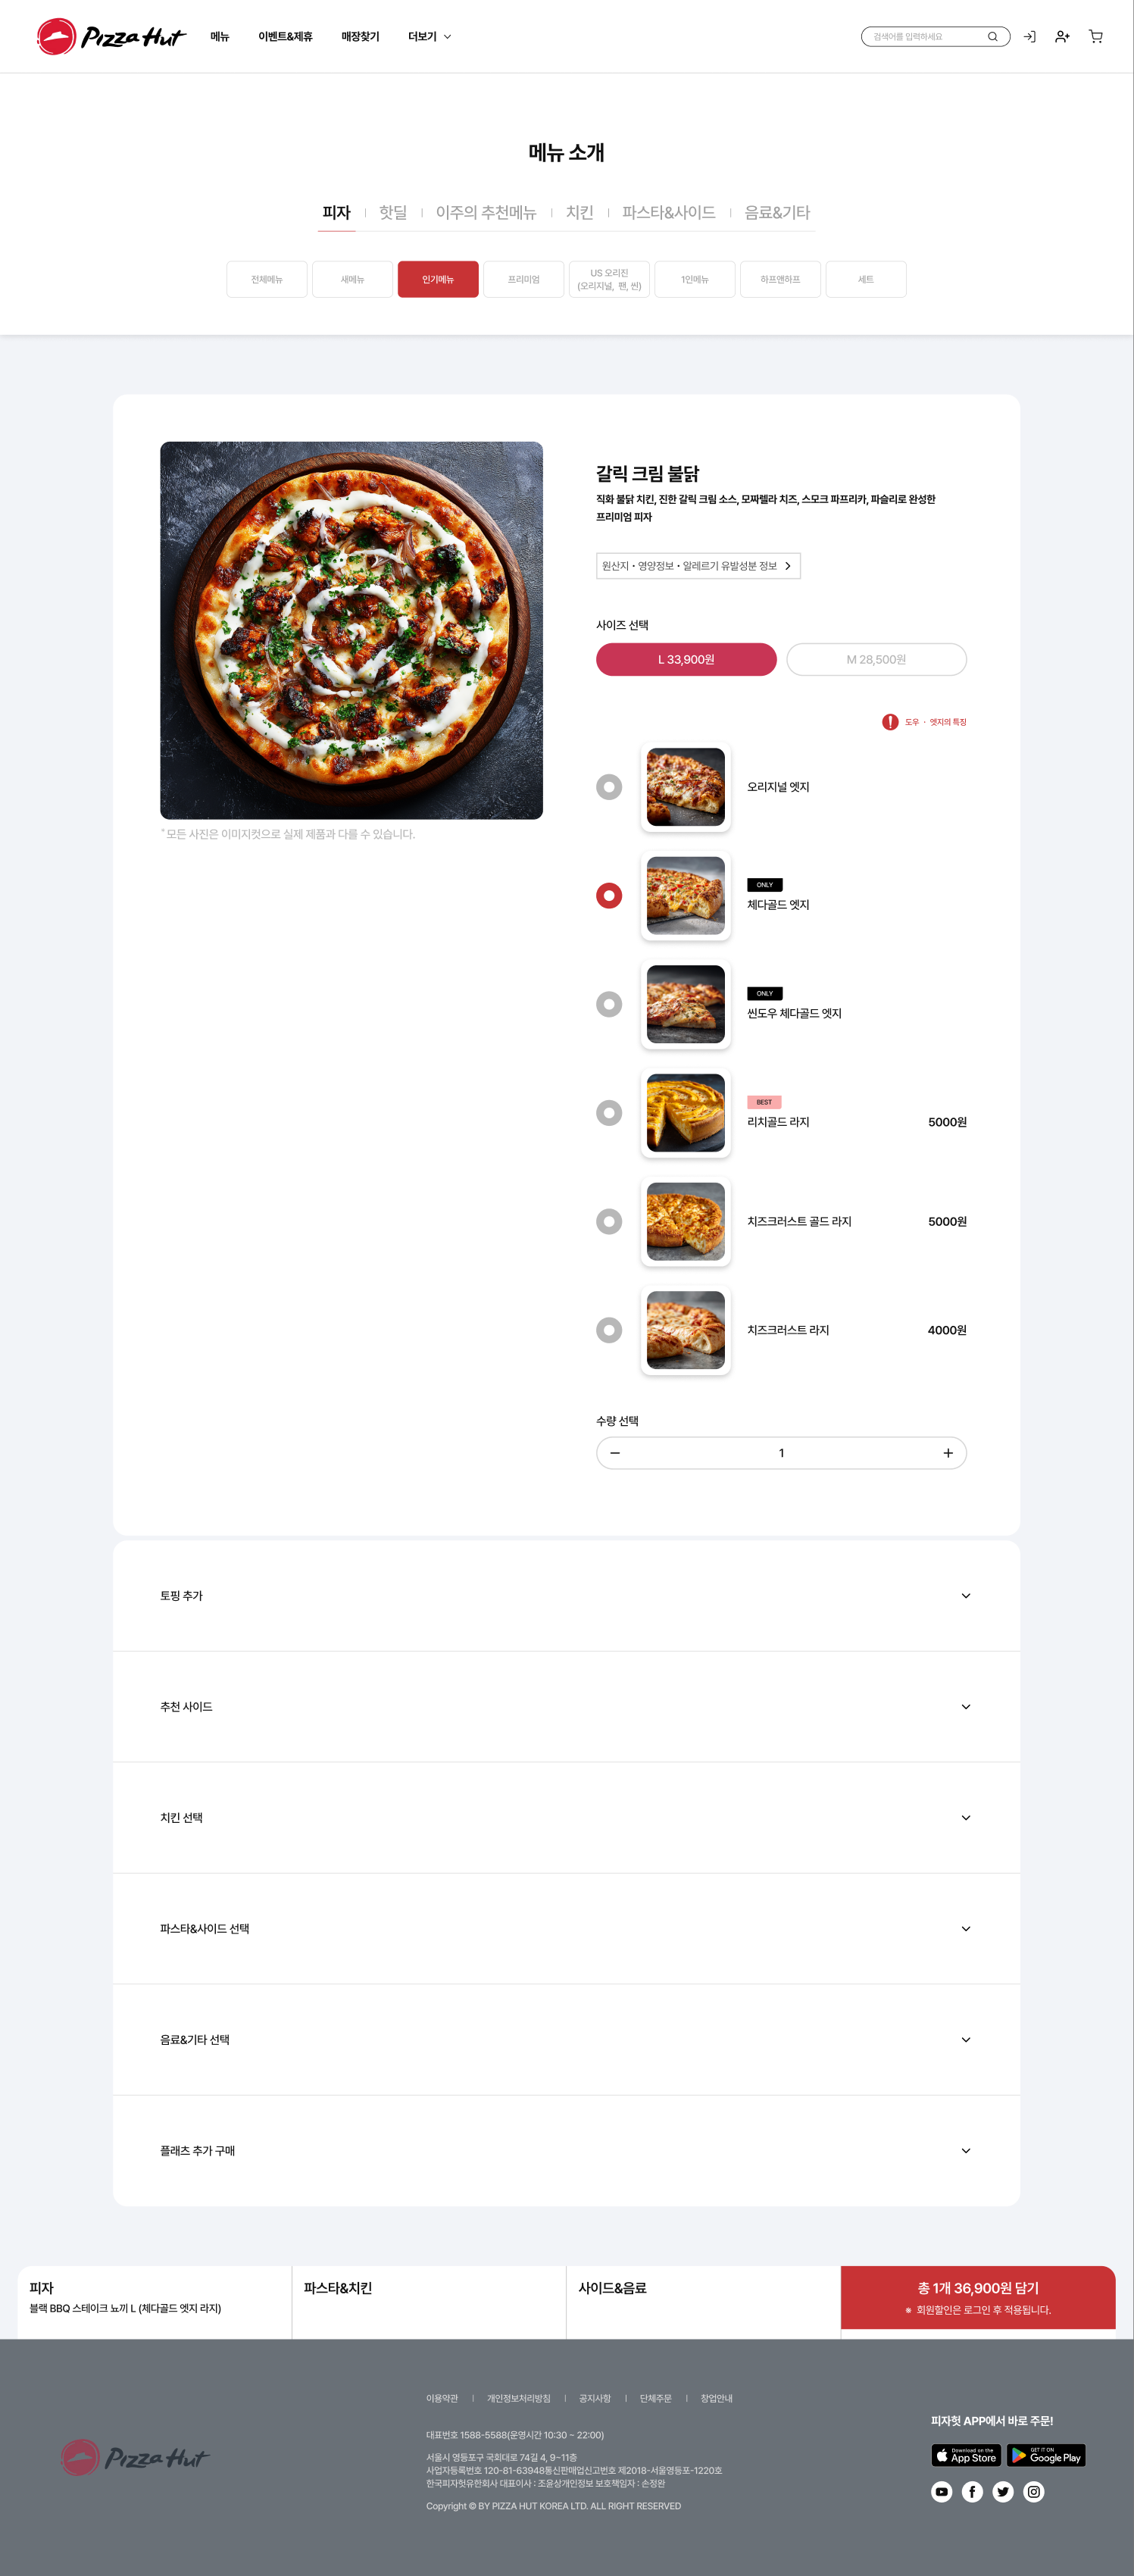 Pizza Hut
메뉴
이벤트&제휴
매장찾기
더보기
검색어를 입력하세요
메뉴 소개
피자
핫딜
이주의 추천메뉴
치킨
파스타&사이드
음료&기타
전체메뉴
새메뉴
인기메뉴
프리미엄
US 오리진
(오리지널, 팬, 씬)
1인메뉴
하프앤하프
세트
갈릭 크림 불닭
직화 불닭 치킨, 진한 갈릭 크림 소스, 모짜렐라 치즈, 스모크 파프리카, 파슬리로 완성한
프리미엄 피자
원산지 • 영양정보 • 알레르기 유발성분 정보
사이즈 선택
L 33,900원
M 28,500원
도우 · 엣지의 특징
오리지널 엣지
ONLY
체다골드 엣지
ONLY
씬도우 체다골드 엣지
BEST
리치골드 라지
5000원
치즈크러스트 골드 라지
5000원
치즈크러스트 라지
4000원
*모든 사진은 이미지컷으로 실제 제품과 다를 수 있습니다.
수량 선택
1
토핑 추가
추천 사이드
치킨 선택
파스타&사이드 선택
음료&기타 선택
플래츠 추가 구매
피자
블랙 BBQ 스테이크 뇨끼 L (체다골드 엣지 라지)
파스타&치킨
사이드&음료
총 1개 36,900원 담기
※ 회원할인은 로그인 후 적용됩니다.
Pizza Hut
이용약관
개인정보처리방침
공지사항
단체주문
창업안내
대표번호 1588-5588(운영시간 10:30 ~ 22:00)
서울시 영등포구 국회대로 74길 4, 9~11층
사업자등록번호 120-81-63948통신판매업신고번호 제2018-서울영등포-1220호
한국피자헛유한회사 대표이사 : 조윤상개인정보 보호책임자 : 손정완
Copyright © BY PIZZA HUT KOREA LTD. ALL RIGHT RESERVED
피자헛 APP에서 바로 주문!
Download on the
App Store
GET IT ON
Google Play